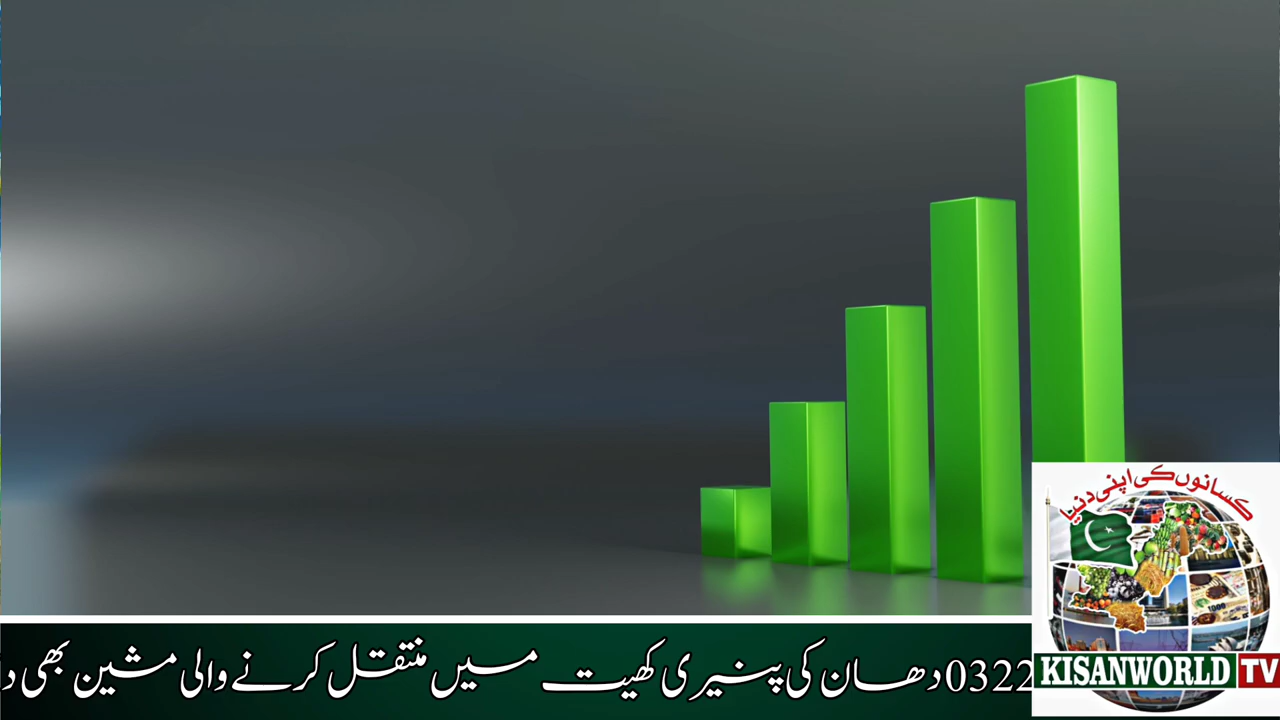 کسانوں کی اپنی دنیا
KISANWORLD TV
0322 دھان کی پنیری کھیت میں منتقل کرنے والی مشین بھی